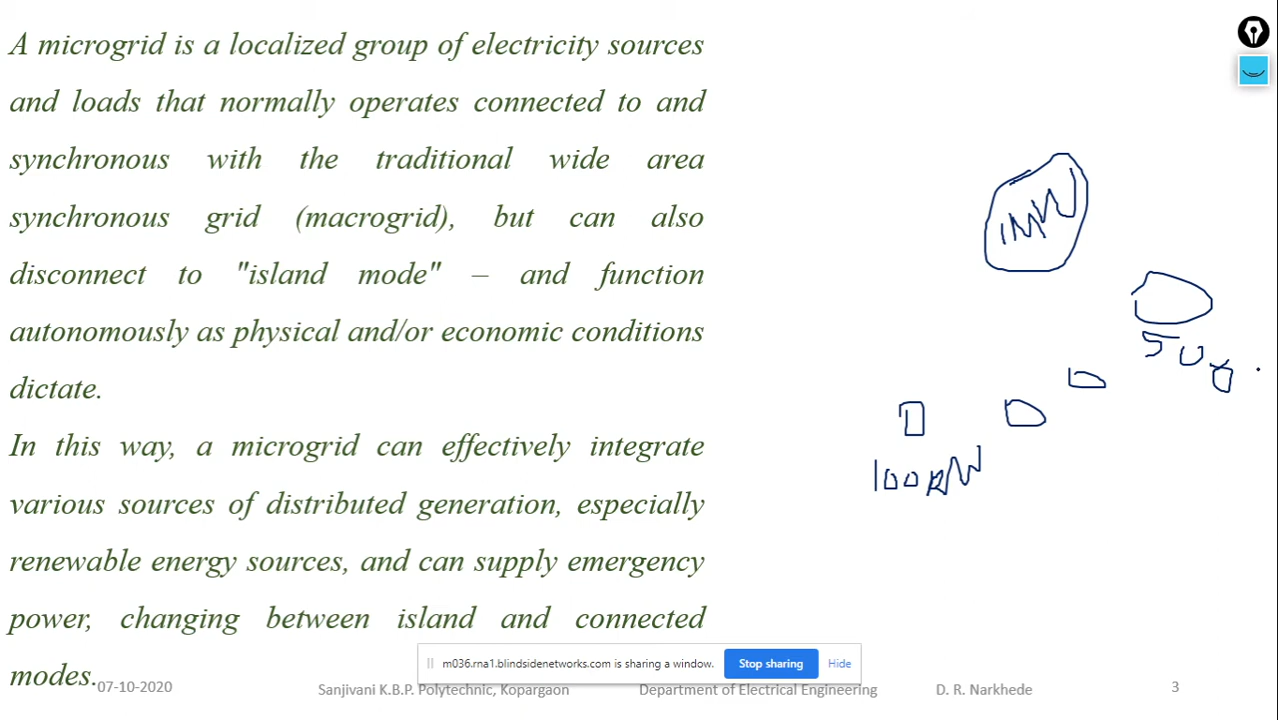 A microgrid is a localized group of electricity sources
and loads that normally operates connected to and
synchronous with the traditional wide area
synchronous grid (macrogrid), but can also
disconnect to "island mode" – and function
autonomously as physical and/or economic conditions
dictate.
In this way, a microgrid can effectively integrate
various sources of distributed generation, especially
renewable energy sources, and can supply emergency
power, changing between island and connected
modes.
1MW
500
100KW
m036.rna1.blindsidenetworks.com is sharing a window. Stop sharing Hide
07-10-2020 Sanjivani K.B.P. Polytechnic, Kopargaon Department of Electrical Engineering D. R. Narkhede 3